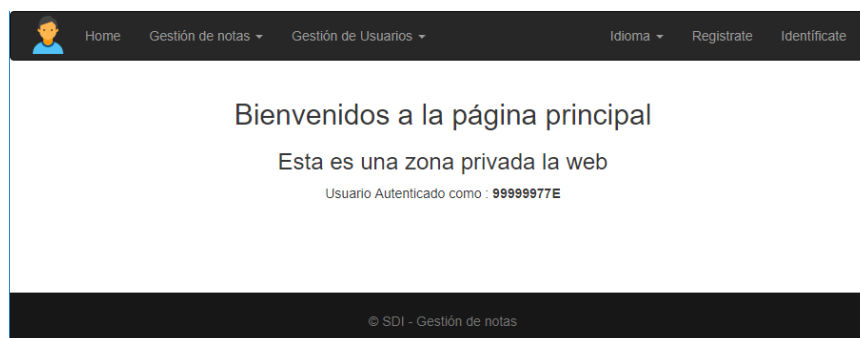 Home Gestión de notas Gestión de Usuarios Idioma Registrate Identifícate
Bienvenidos a la página principal
Esta es una zona privada la web
Usuario Autenticado como : 99999977E
© SDI - Gestión de notas